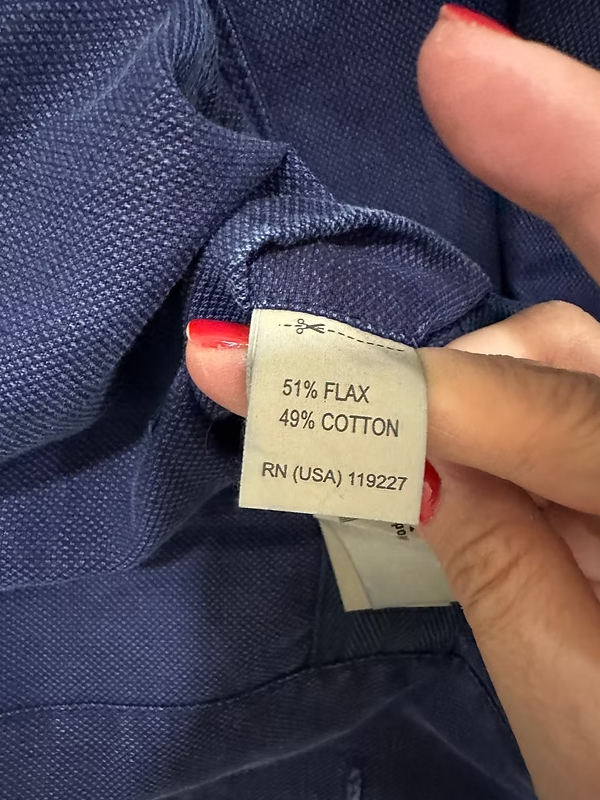 51% FLAX
49% COTTON
RN (USA) 119227